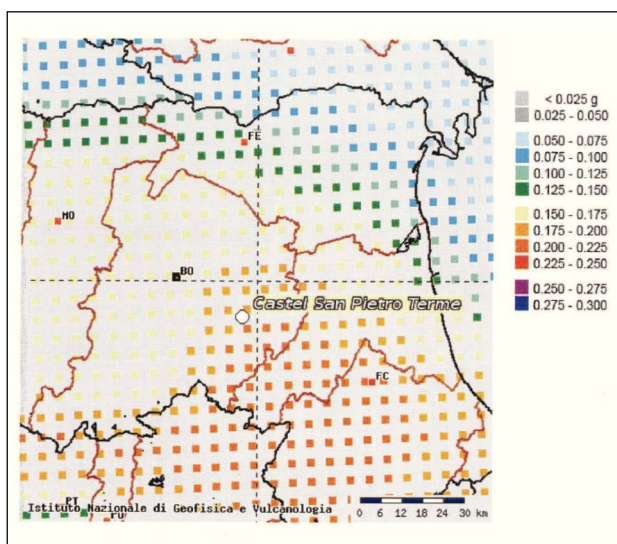 FE
MO
BO
Castel San Pietro Terme
FC
PT
Istituto Nazionale di Geofisica e Vulcanologia
0 6 12 18 24 30 km
< 0.025 g
0.025 - 0.050
0.050 - 0.075
0.075 - 0.100
0.100 - 0.125
0.125 - 0.150
0.150 - 0.175
0.175 - 0.200
0.200 - 0.225
0.225 - 0.250
0.250 - 0.275
0.275 - 0.300